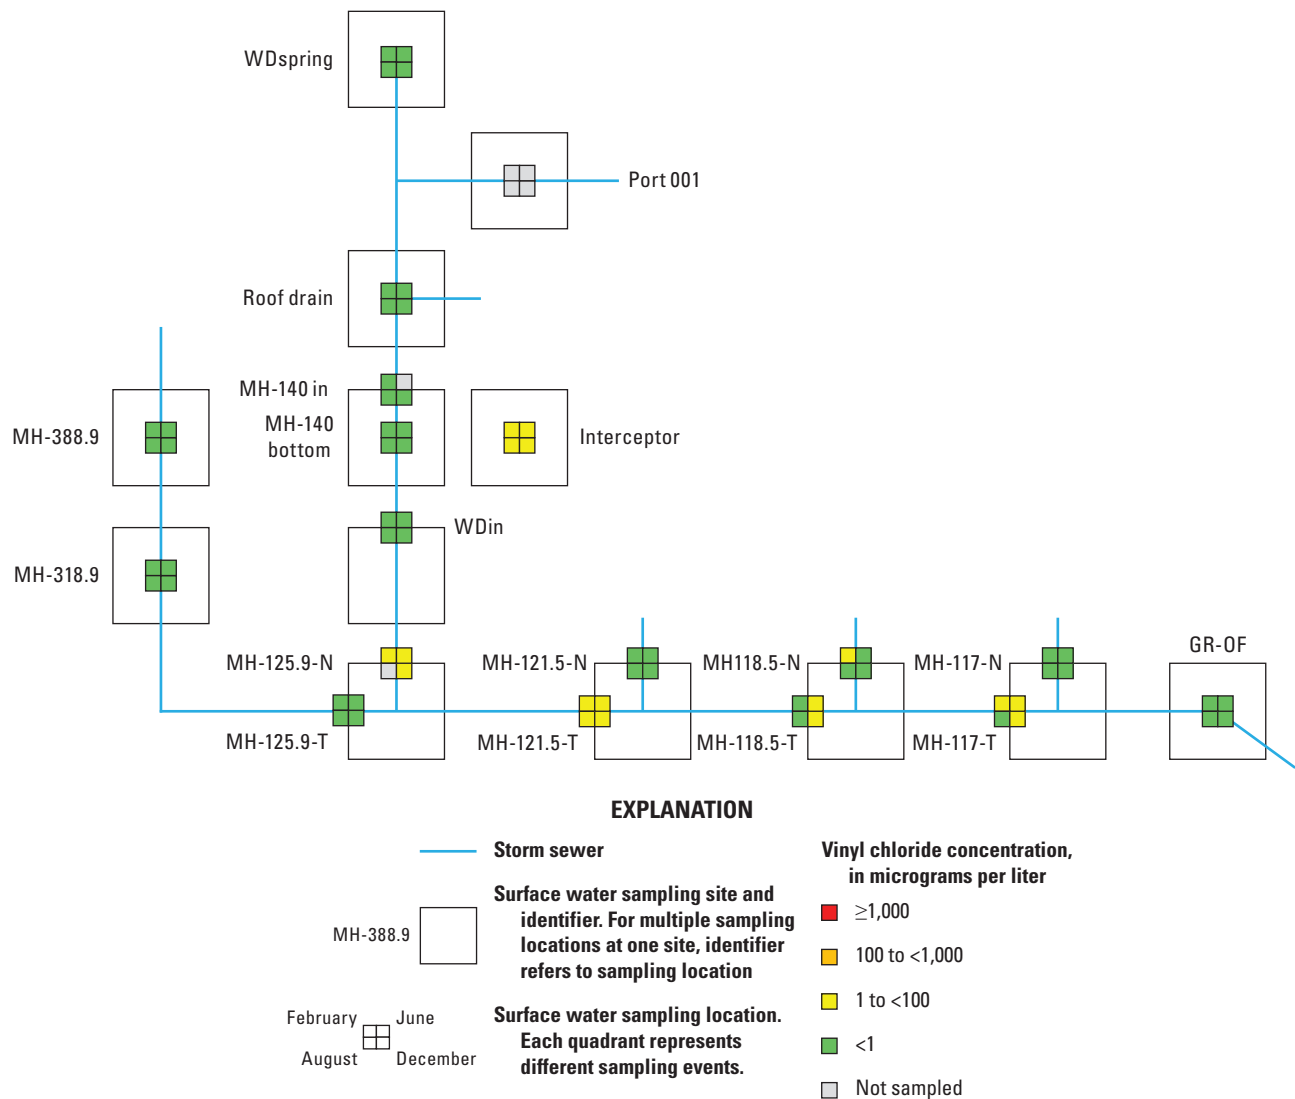 WDspring
Port 001
Roof drain
MH-140 in
MH-388.9
MH-140
bottom
Interceptor
WDin
MH-318.9
MH-125.9-N
MH-121.5-N
MH118.5-N
MH-117-N
GR-OF
MH-125.9-T
MH-121.5-T
MH-118.5-T
MH-117-T
EXPLANATION
Storm sewer
MH-388.9
Surface water sampling site and
identifier. For multiple sampling
locations at one site, identifier
refers to sampling location
February
June
August
December
Surface water sampling location.
Each quadrant represents
different sampling events.
Vinyl chloride concentration,
in micrograms per liter
≥1,000
100 to <1,000
1 to <100
<1
Not sampled